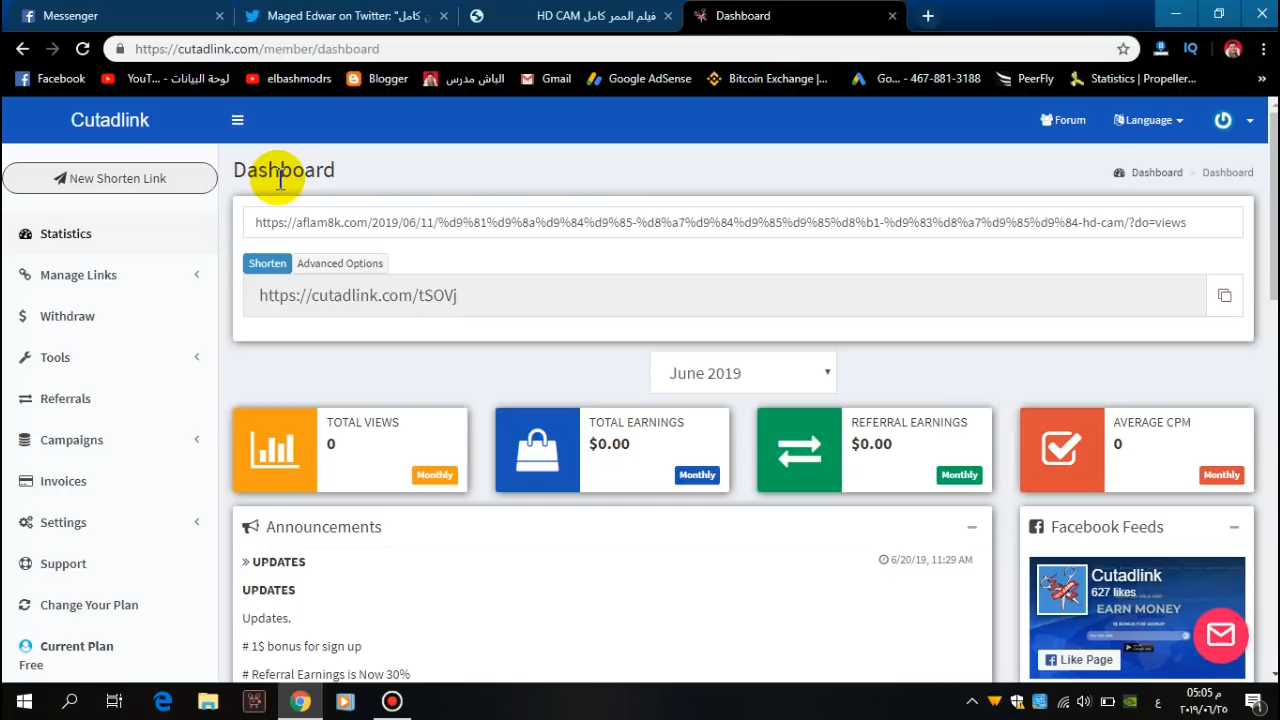 Messenger
Maged Edwar on Twitter: "ن كامل
فيلم الممر كامل HD CAM
Dashboard
https://cutadlink.com/member/dashboard
IQ
Facebook
لوحة البيانات - YouT...
elbashmodrs
Blogger
الباش مدرس
Gmail
Google AdSense
Bitcoin Exchange |...
Go... - 467-881-3188
PeerFly
Statistics | Propeller...
»
Cutadlink
Forum
Language
New Shorten Link
Dashboard
Dashboard > Dashboard
https://aflam8k.com/2019/06/11/%d9%81%d9%8a%d9%84%d9%85-%d8%a7%d9%84%d9%85%d9%85%d8%b1-%d9%83%d8%a7%d9%85%d9%84-hd-cam/?do=views
Shorten
Advanced Options
https://cutadlink.com/tSOVj
Statistics
Manage Links
Withdraw
Tools
Referrals
Campaigns
Invoices
Settings
Support
Change Your Plan
Current Plan
Free
June 2019
TOTAL VIEWS
0
Monthly
TOTAL EARNINGS
$0.00
Monthly
REFERRAL EARNINGS
$0.00
Monthly
AVERAGE CPM
0
Monthly
Announcements
» UPDATES
6/20/19, 11:29 AM
UPDATES
Updates.
# 1$ bonus for sign up
# Referral Earnings is Now 30%
Facebook Feeds
Cutadlink
627 likes
EARN MONEY
Like Page
ع
05:05 م
٢٠١٩/٠٦/٢٥